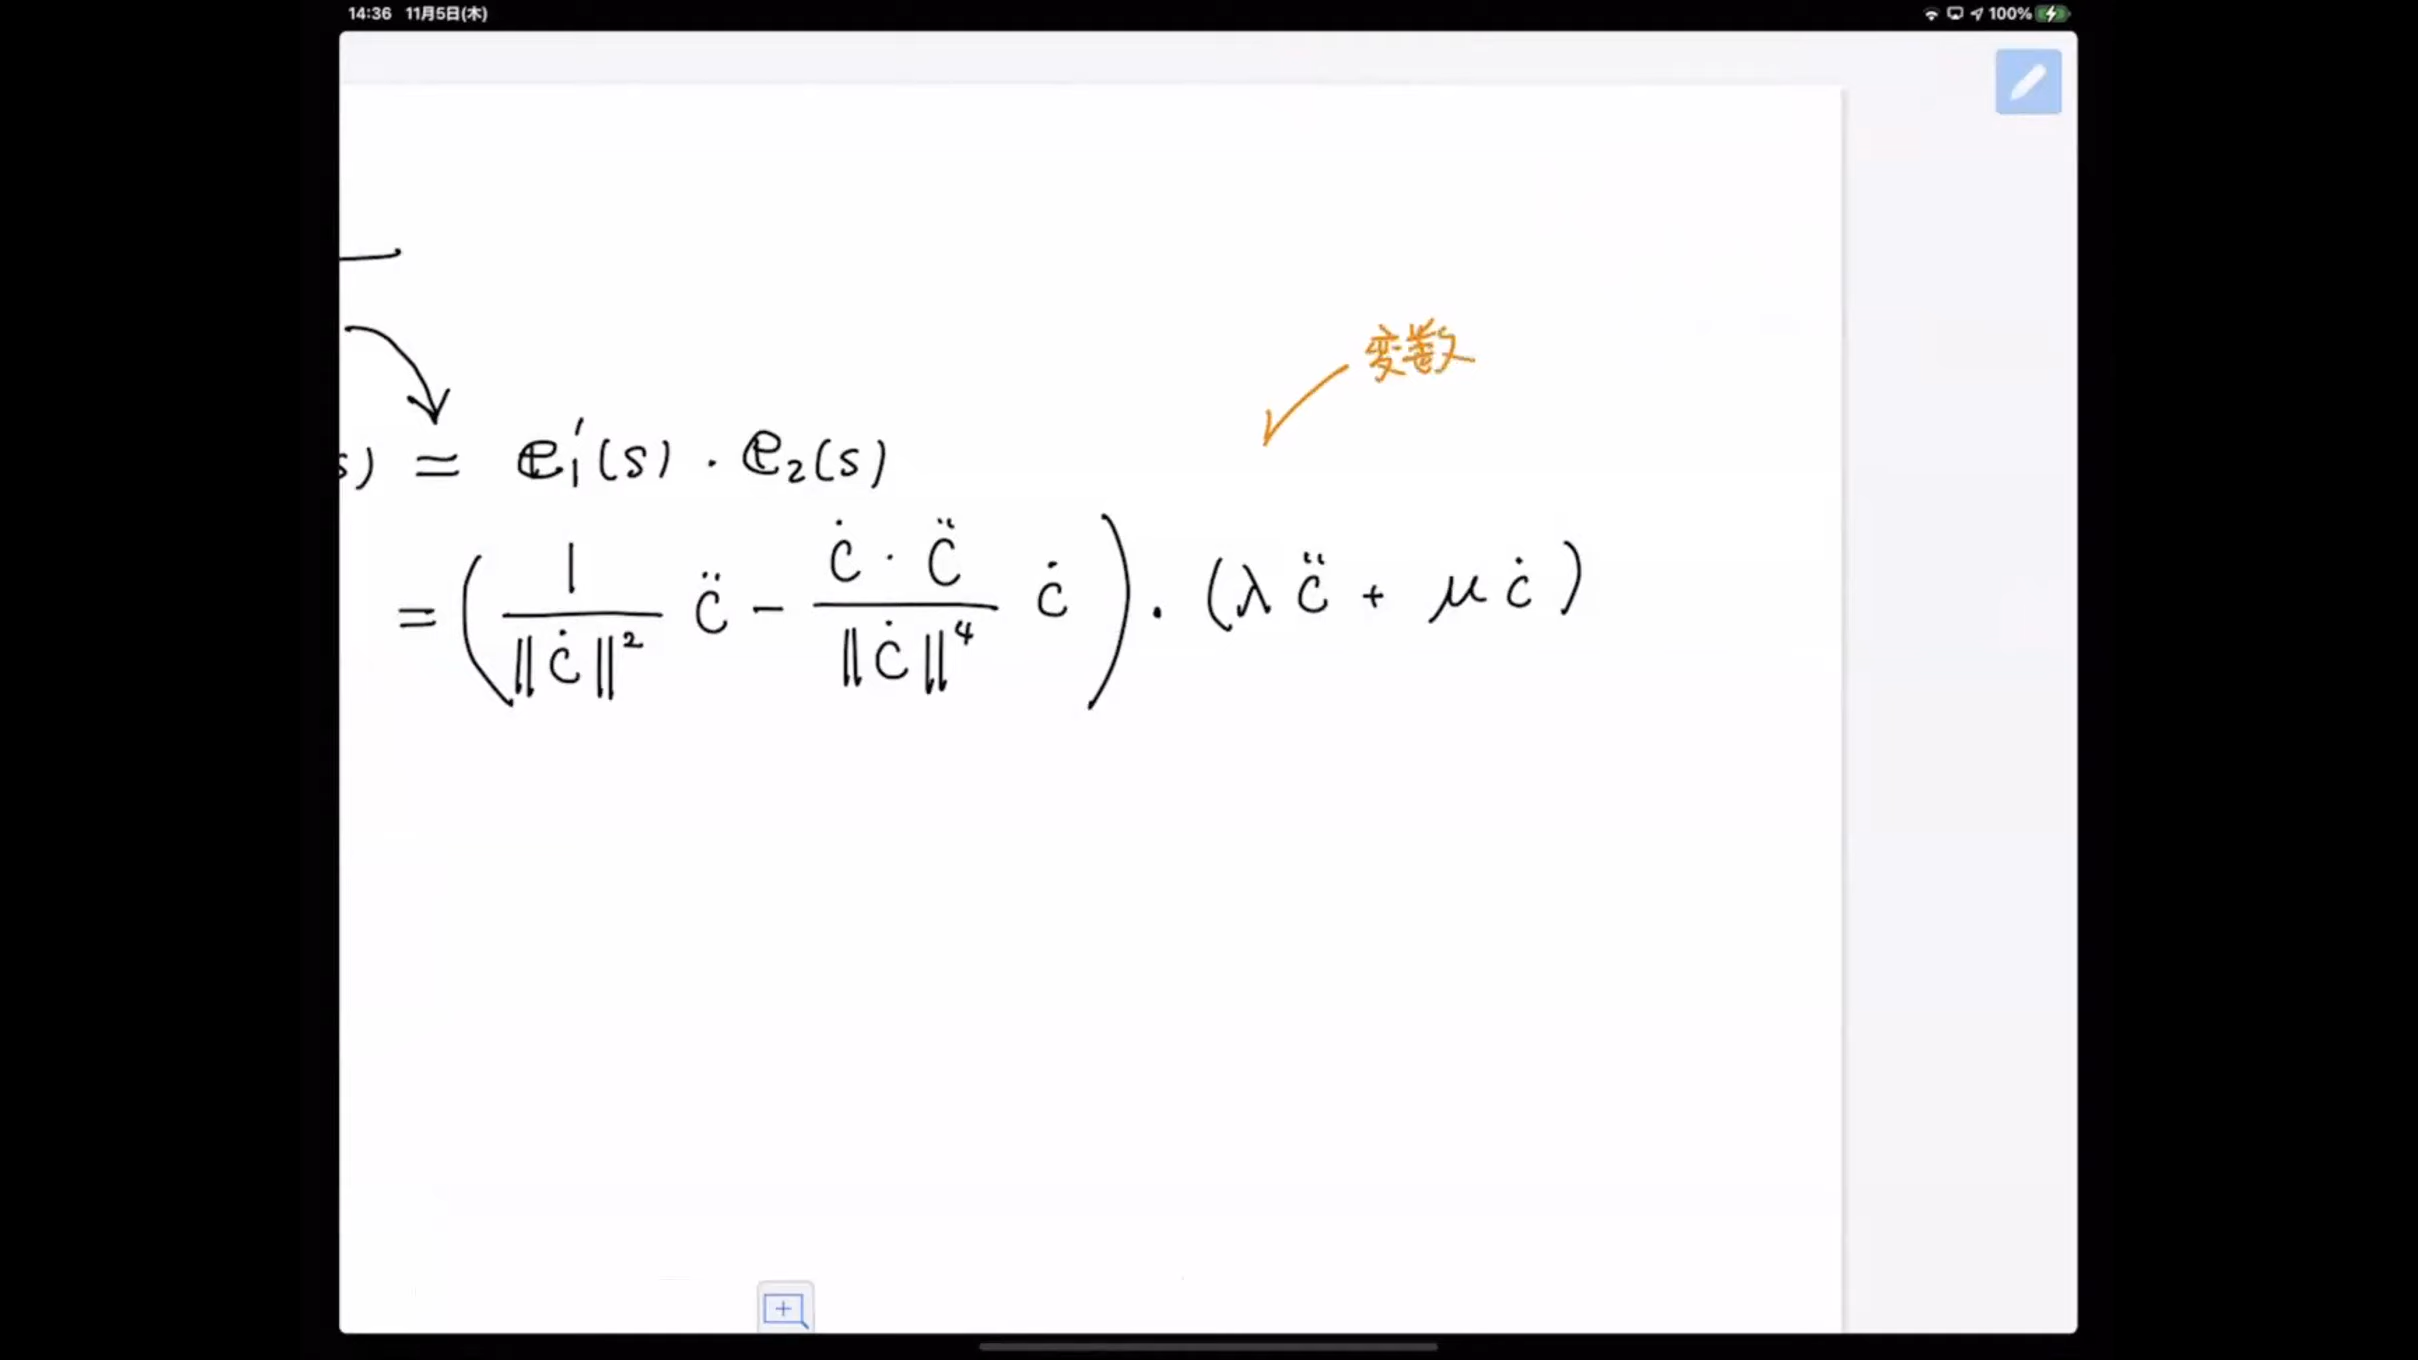 14:36 11月5日(木) 100%
変数
s) = e₁'(s) · e₂(s)
= ( 1/‖ċ‖² c̈ − ċ · c̈/‖ċ‖⁴ ċ ) · (λ c̈ + μ ċ)